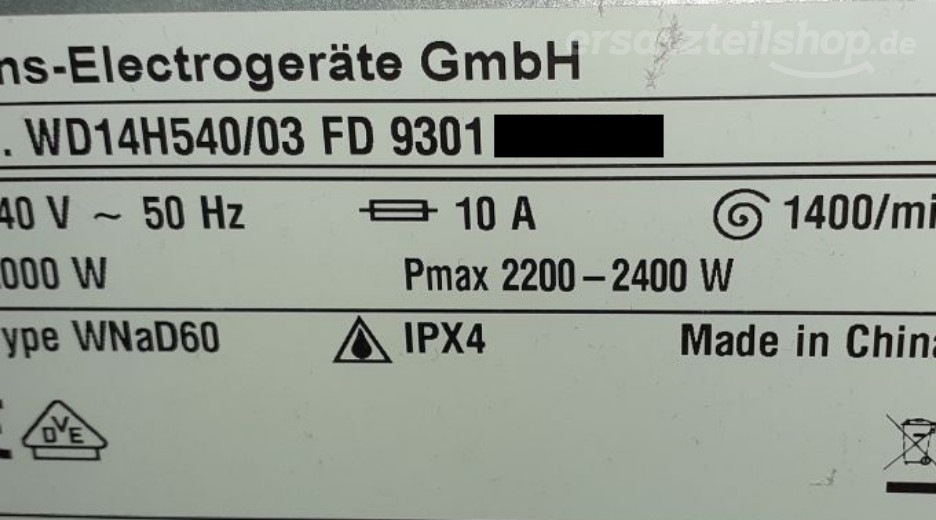 ersatzteilshop.de
ns-Electrogeräte GmbH
. WD14H540/03 FD 9301
40 V ~ 50 Hz 10 A 1400/mi
000 W Pmax 2200–2400 W
ype WNaD60 IPX4 Made in China
DVE